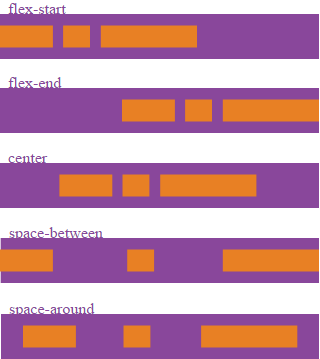 flex-start
flex-end
center
space-between
space-around